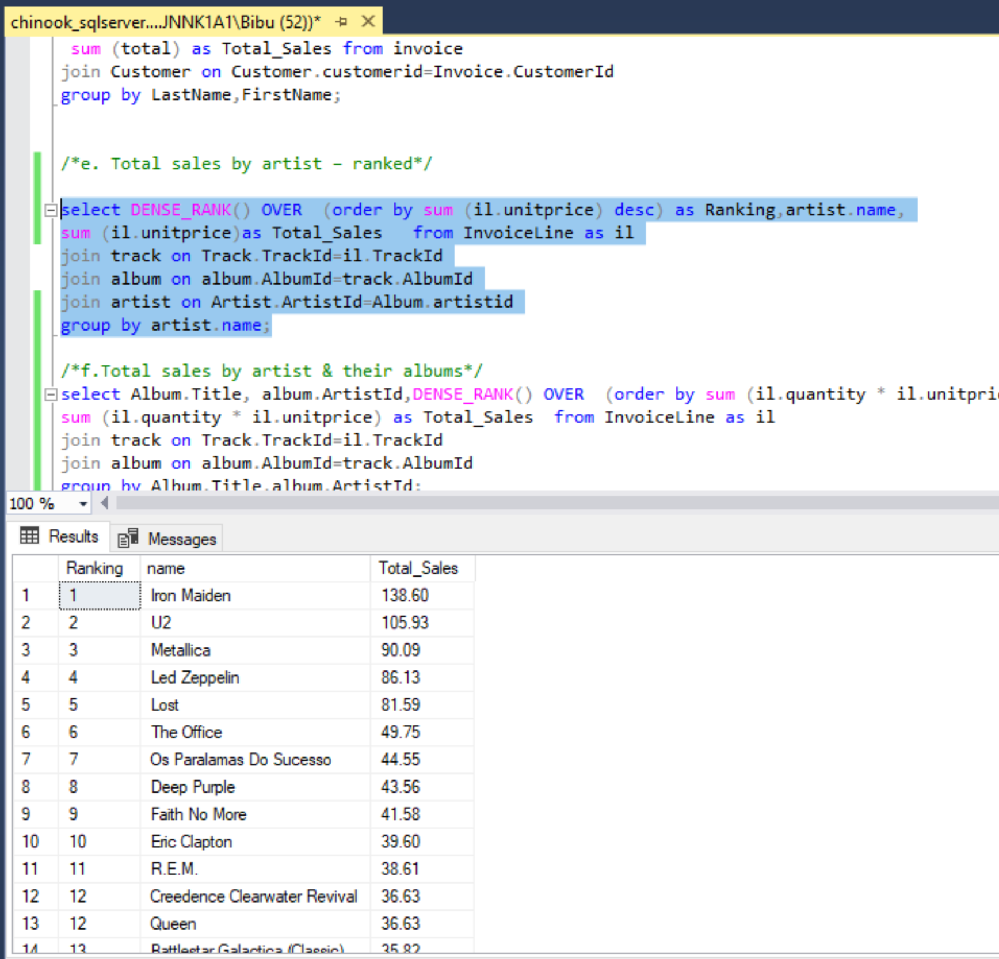 chinook_sqlserver....JNNK1A1\Bibu (52))*
sum (total) as Total_Sales from invoice
join Customer on Customer.customerid=Invoice.CustomerId
group by LastName,FirstName;
/*e. Total sales by artist – ranked*/
select DENSE_RANK() OVER  (order by sum (il.unitprice) desc) as Ranking,artist.name,
sum (il.unitprice)as Total_Sales   from InvoiceLine as il
join track on Track.TrackId=il.TrackId
join album on album.AlbumId=track.AlbumId
join artist on Artist.ArtistId=Album.artistid
group by artist.name;
/*f.Total sales by artist & their albums*/
select Album.Title, album.ArtistId,DENSE_RANK() OVER  (order by sum (il.quantity * il.unitpri
sum (il.quantity * il.unitprice) as Total_Sales  from InvoiceLine as il
join track on Track.TrackId=il.TrackId
join album on album.AlbumId=track.AlbumId
group by Album.Title,album.ArtistId;
100 %
Results Messages
Ranking name Total_Sales
1 1 Iron Maiden 138.60
2 2 U2 105.93
3 3 Metallica 90.09
4 4 Led Zeppelin 86.13
5 5 Lost 81.59
6 6 The Office 49.75
7 7 Os Paralamas Do Sucesso 44.55
8 8 Deep Purple 43.56
9 9 Faith No More 41.58
10 10 Eric Clapton 39.60
11 11 R.E.M. 38.61
12 12 Creedence Clearwater Revival 36.63
13 12 Queen 36.63
14 13 Battlestar Galactica (Classic) 35.82